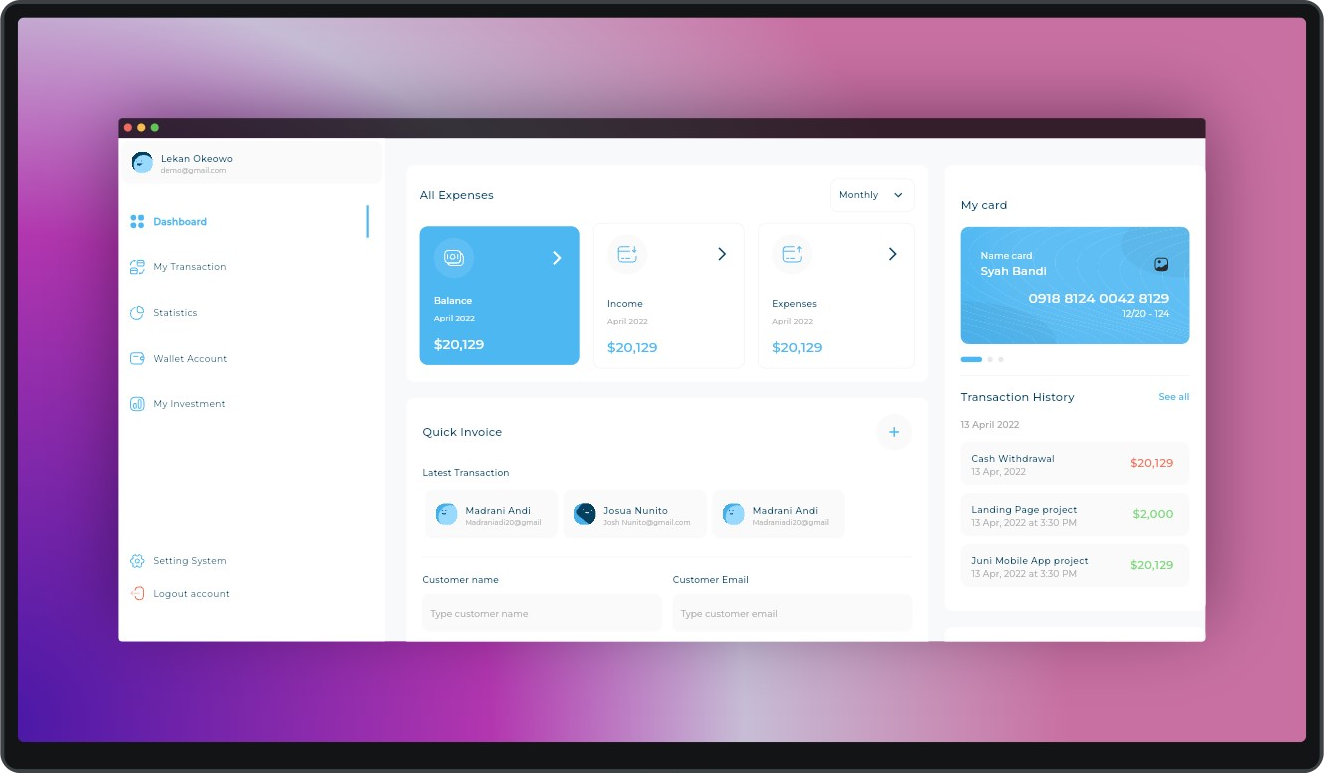 Lekan Okeowo
demo@gmail.com
Dashboard
My Transaction
Statistics
Wallet Account
My Investment
Setting System
Logout account
All Expenses
Monthly
Balance
April 2022
$20,129
Income
April 2022
$20,129
Expenses
April 2022
$20,129
Quick Invoice
Latest Transaction
Madrani Andi
Madraniadi20@gmail
Josua Nunito
Josh Nunito@gmail.com
Madrani Andi
Madraniadi20@gmail
Customer name
Type customer name
Customer Email
Type customer email
My card
Name card
Syah Bandi
0918 8124 0042 8129
12/20 - 124
Transaction History
See all
13 April 2022
Cash Withdrawal
13 Apr, 2022
$20,129
Landing Page project
13 Apr, 2022 at 3:30 PM
$2,000
Juni Mobile App project
13 Apr, 2022 at 3:30 PM
$20,129